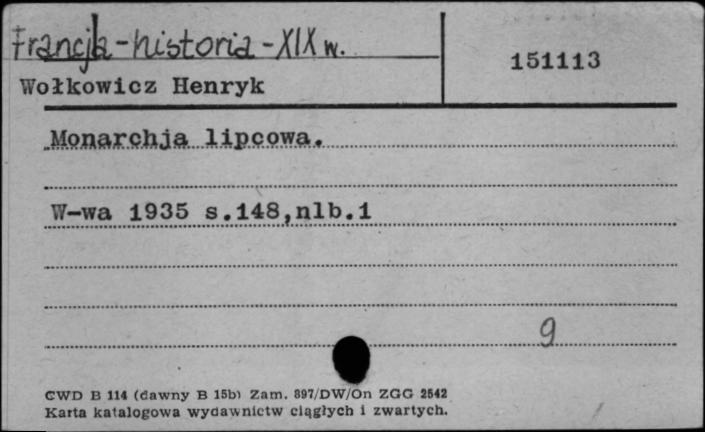 Francja - historia - XIX w.
151113
Wołkowicz Henryk
Monarchja lipcowa.
W-wa 1935 s.148,nlb.1
9
CWD B 114 (dawny B 15b) Zam. 897/DW/On ZGG 2542
Karta katalogowa wydawnictw ciągłych i zwartych.